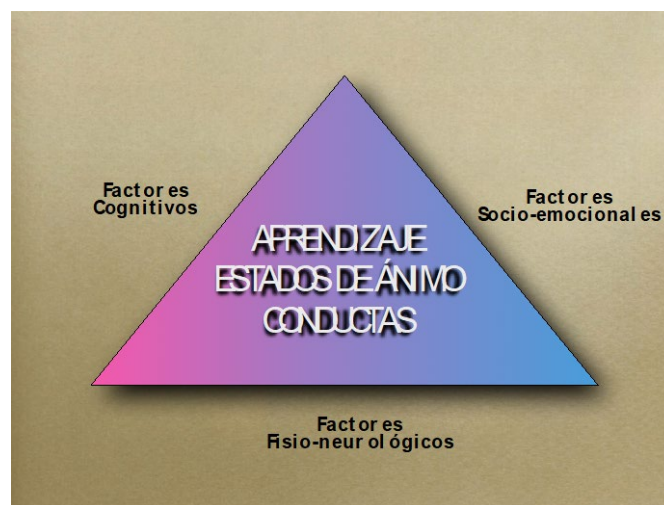 Factores
Cognitivos
Factores
Socio-emocionales
APRENDIZAJE
ESTADOS DE ÁNIMO
CONDUCTAS
Factores
Fisio-neurológicos